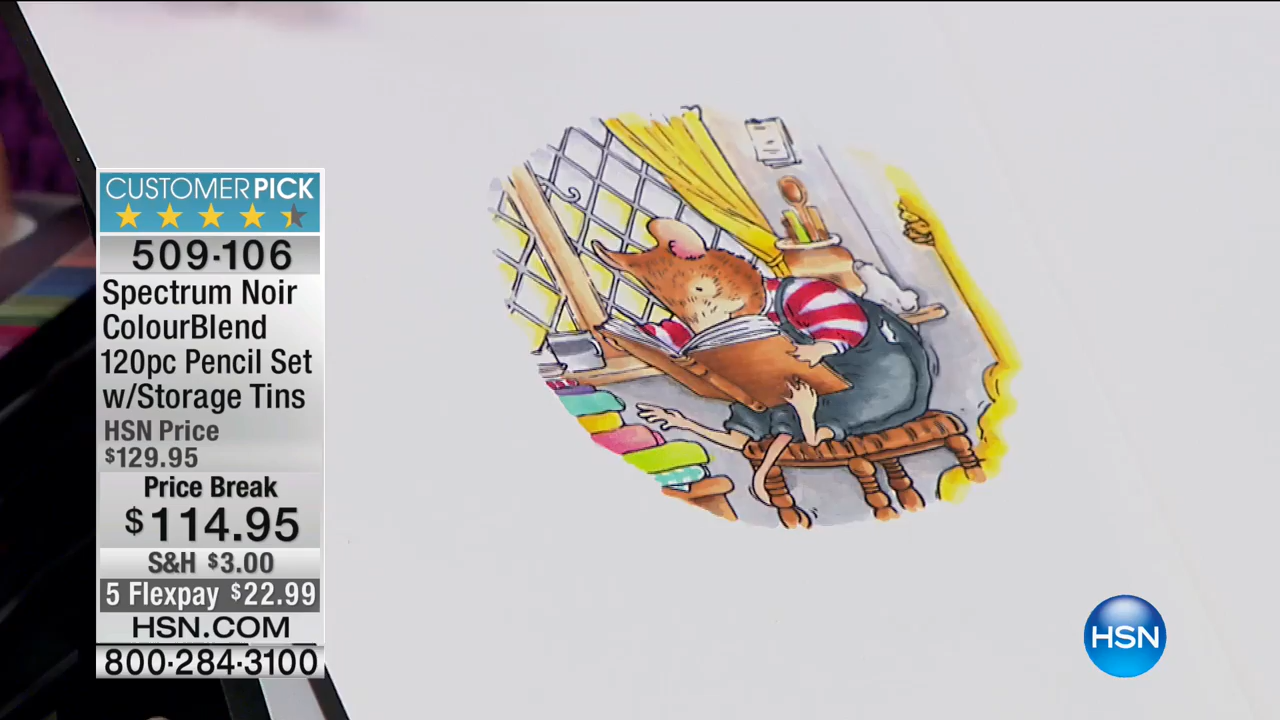 CUSTOMERPICK
509-106
Spectrum Noir
ColourBlend
120pc Pencil Set
w/Storage Tins
HSN Price
$129.95
Price Break
$114.95
S&H $3.00
5 Flexpay $22.99
HSN.COM
800-284-3100
HSN